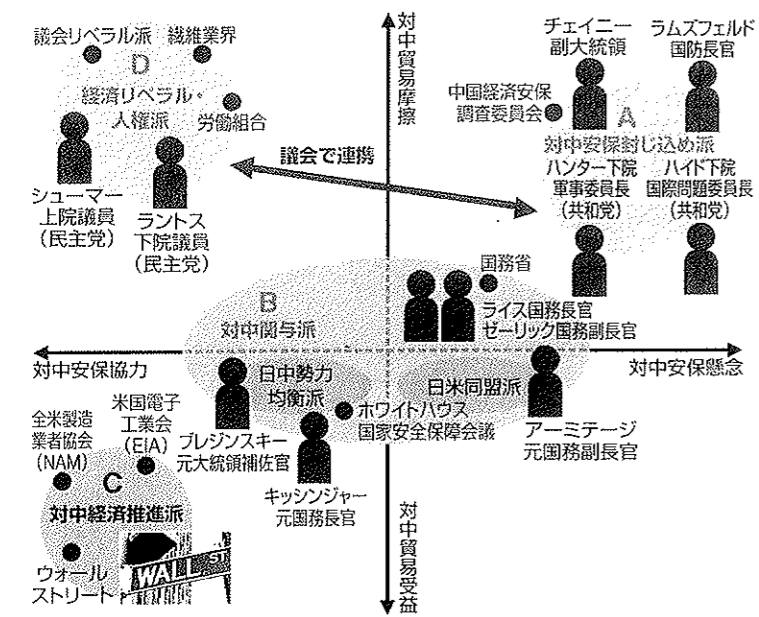 対中貿易摩擦
議会リベラル派
繊維業界
D
経済リベラル・
人権派
労働組合
シューマー
上院議員
(民主党)
ラントス
下院議員
(民主党)
議会で連携
チェイニー
副大統領
ラムズフェルド
国防長官
中国経済安保
調査委員会
A
対中安保封じ込め派
ハンター下院
軍事委員長
(共和党)
ハイド下院
国際問題委員長
(共和党)
B
対中関与派
国務省
ライス国務長官
ゼーリック国務副長官
対中安保協力
対中安保懸念
日中勢力
均衡派
日米同盟派
ブレジンスキー
元大統領補佐官
ホワイトハウス
国家安全保障会議
アーミテージ
元国務副長官
キッシンジャー
元国務長官
全米製造
業者協会
(NAM)
米国電子
工業会
(EIA)
C
対中経済推進派
ウォール
ストリート
WALL ST
対中貿易受益